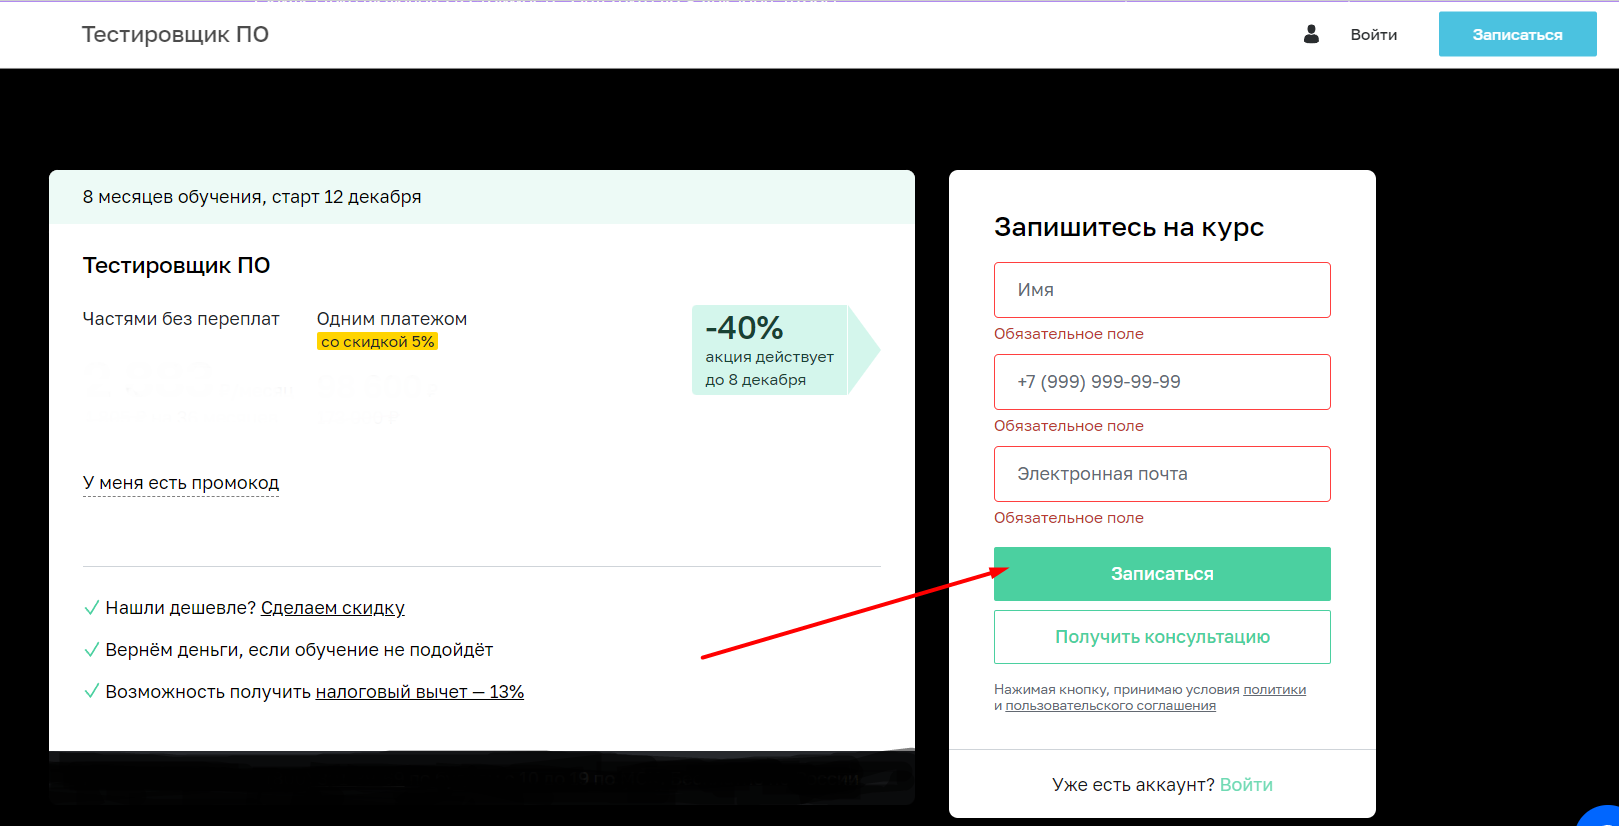 Тестировщик ПО
Войти
Записаться
8 месяцев обучения, старт 12 декабря
Тестировщик ПО
Частями без переплат
Одним платежом
со скидкой 5%
-40%
акция действует
до 8 декабря
У меня есть промокод
Нашли дешевле? Сделаем скидку
Вернём деньги, если обучение не подойдёт
Возможность получить налоговый вычет — 13%
Запишитесь на курс
Имя
Обязательное поле
+7 (999) 999-99-99
Обязательное поле
Электронная почта
Обязательное поле
Записаться
Получить консультацию
Нажимая кнопку, принимаю условия политики
и пользовательского соглашения
Уже есть аккаунт? Войти